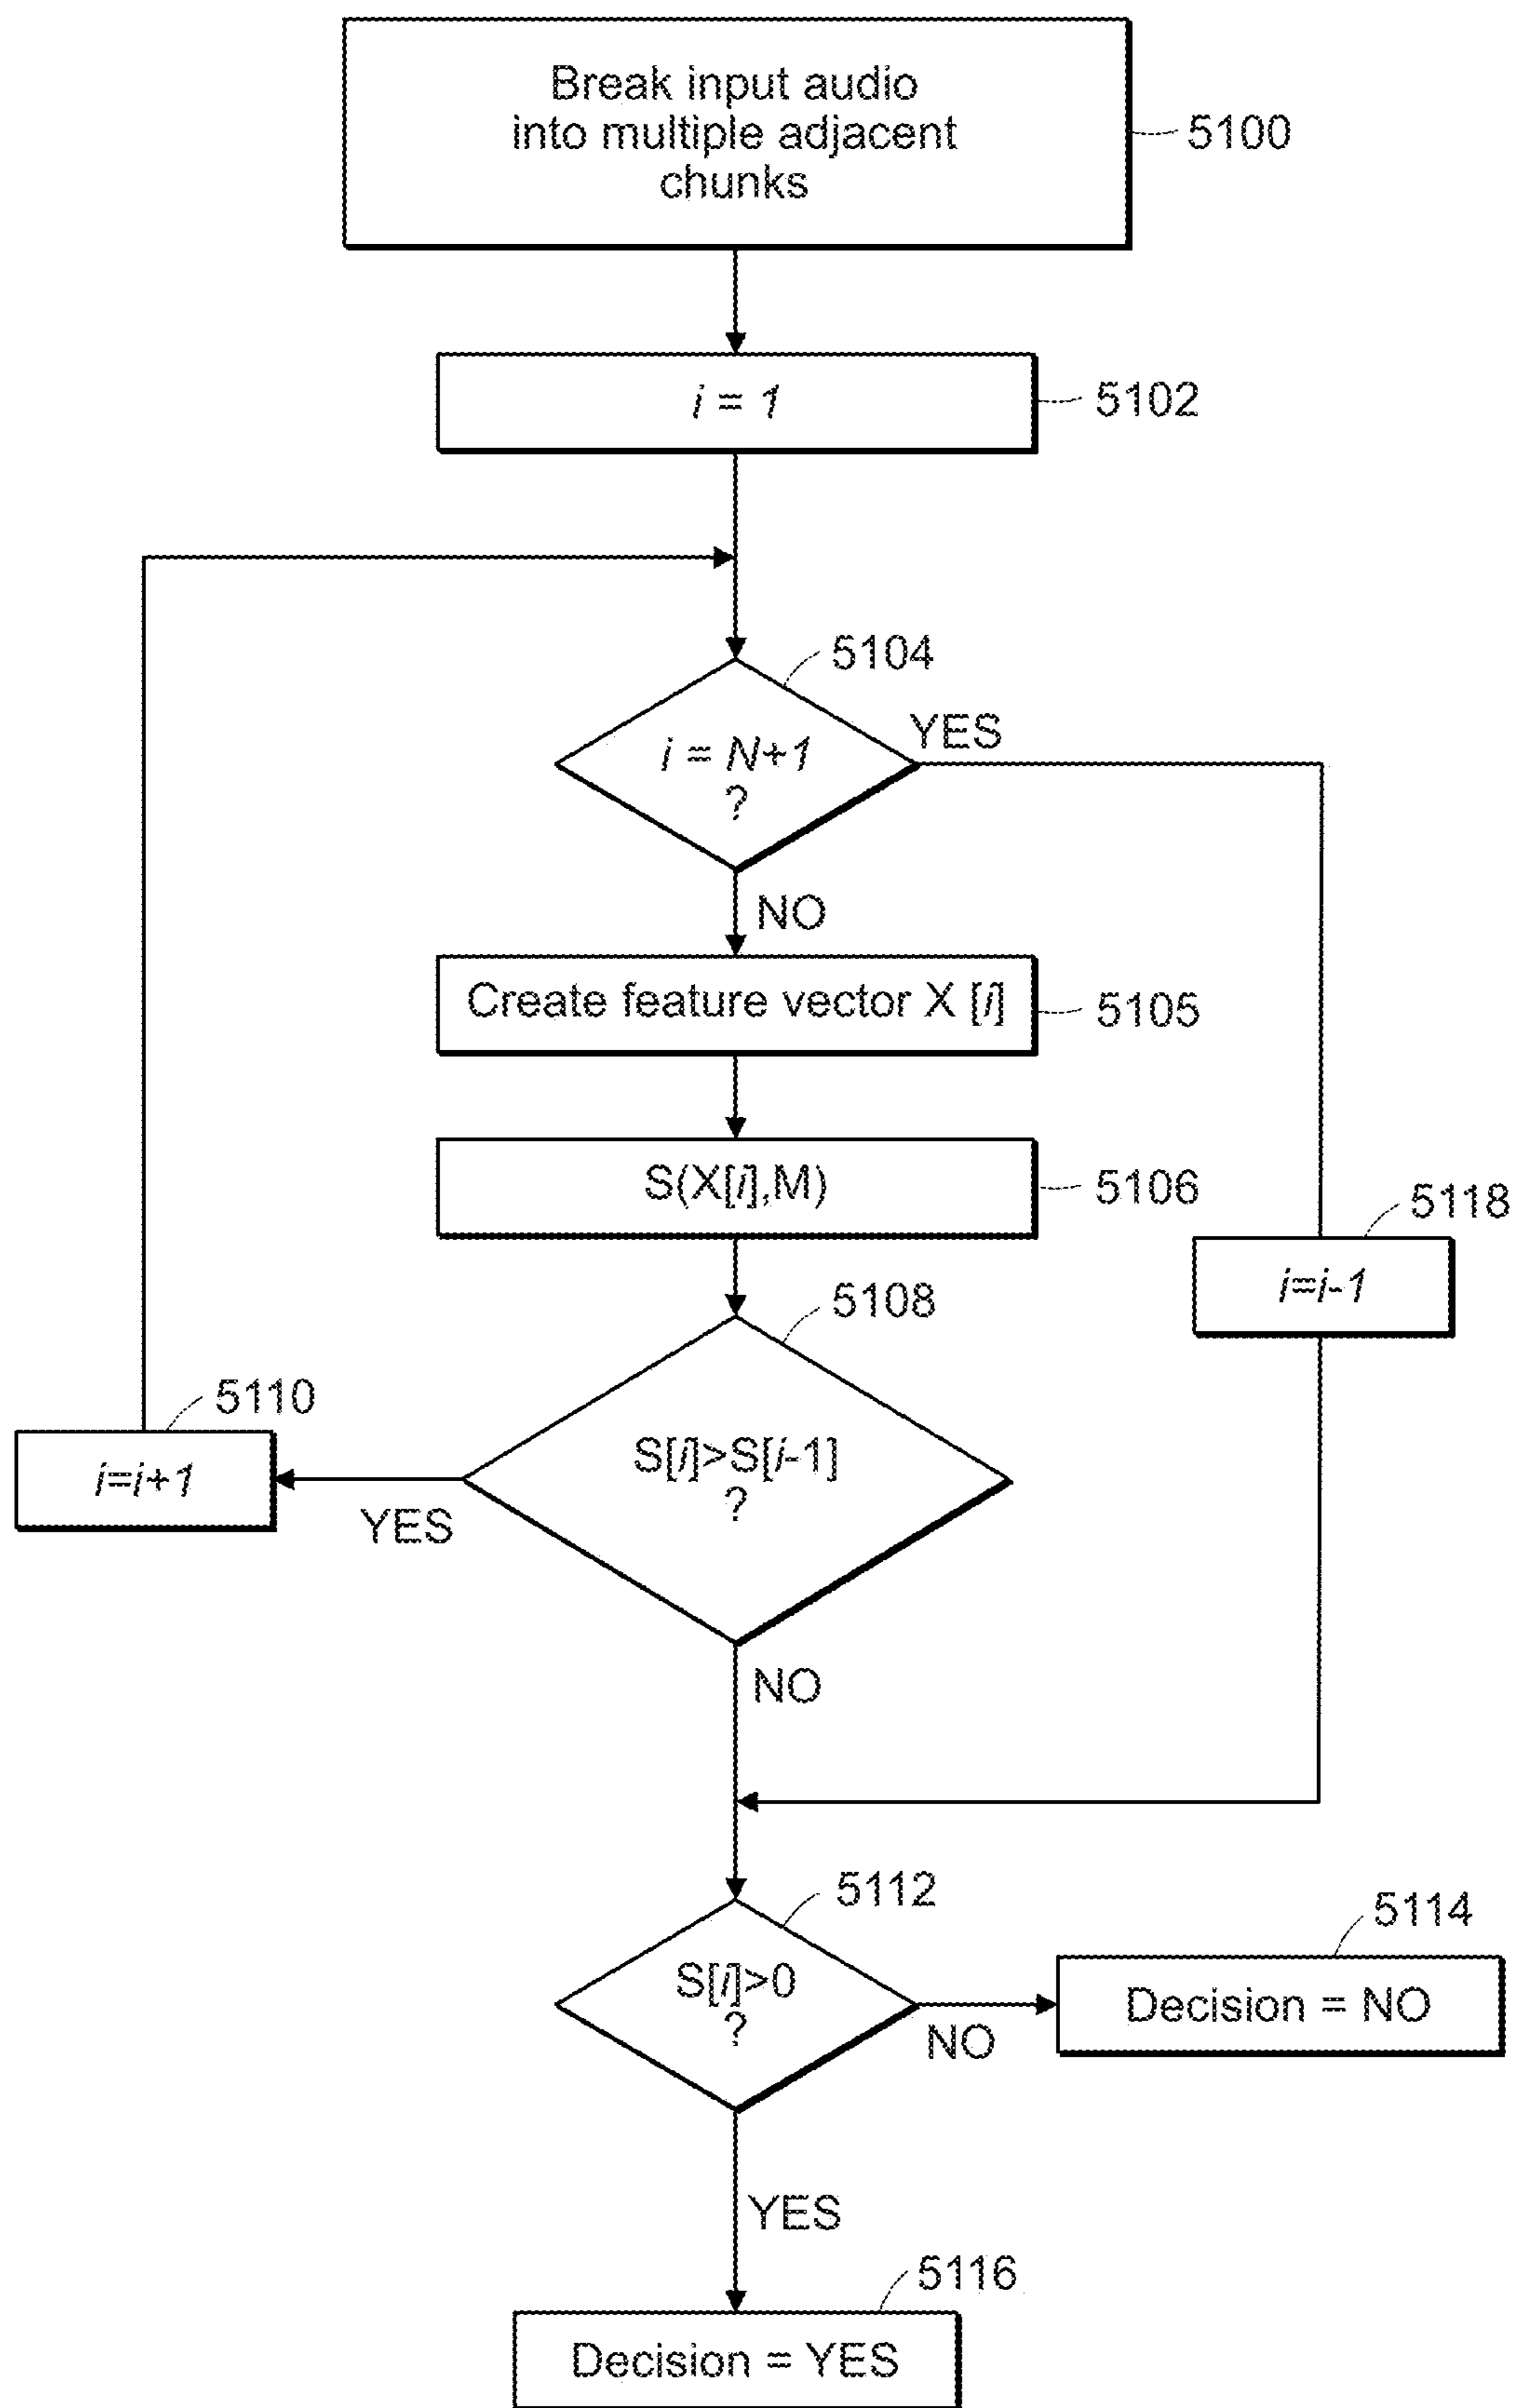 Break input audio
into multiple adjacent
chunks
5100
i = 1
5102
5104
i = N+1
?
YES
NO
Create feature vector X [i]
5105
S(X[i],M)
5106
5118
i=i-1
5108
S[i]>S[i-1]
?
5110
i=i+1
YES
NO
5112
S[i]>0
?
NO
5114
Decision = NO
YES
5116
Decision = YES